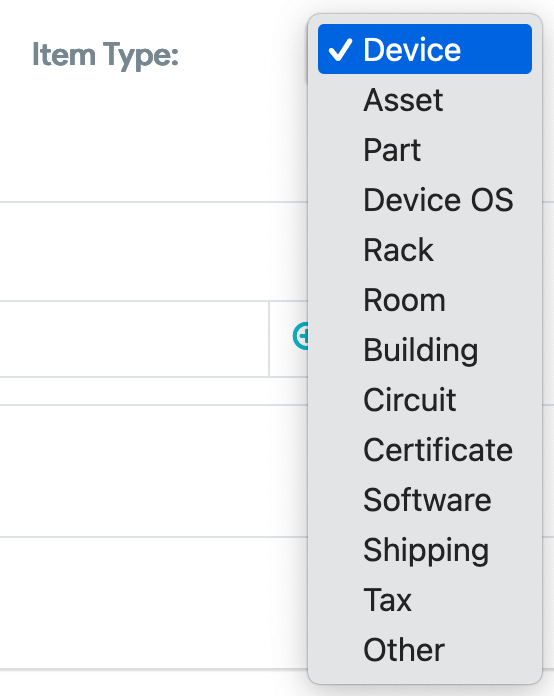 Item Type:
✓ Device
Asset
Part
Device OS
Rack
Room
Building
Circuit
Certificate
Software
Shipping
Tax
Other